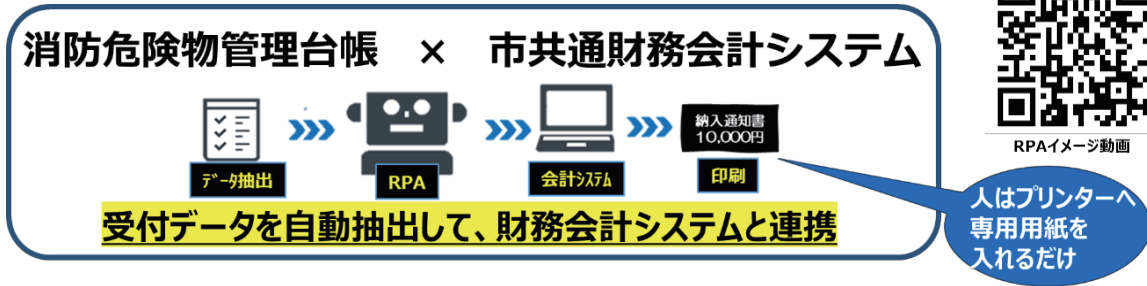 消防危険物管理台帳 × 市共通財務会計システム
納入通知書
10,000円
データ抽出
RPA
会計システム
印刷
受付データを自動抽出して、財務会計システムと連携
RPAイメージ動画
人はプリンターへ
専用用紙を
入れるだけ